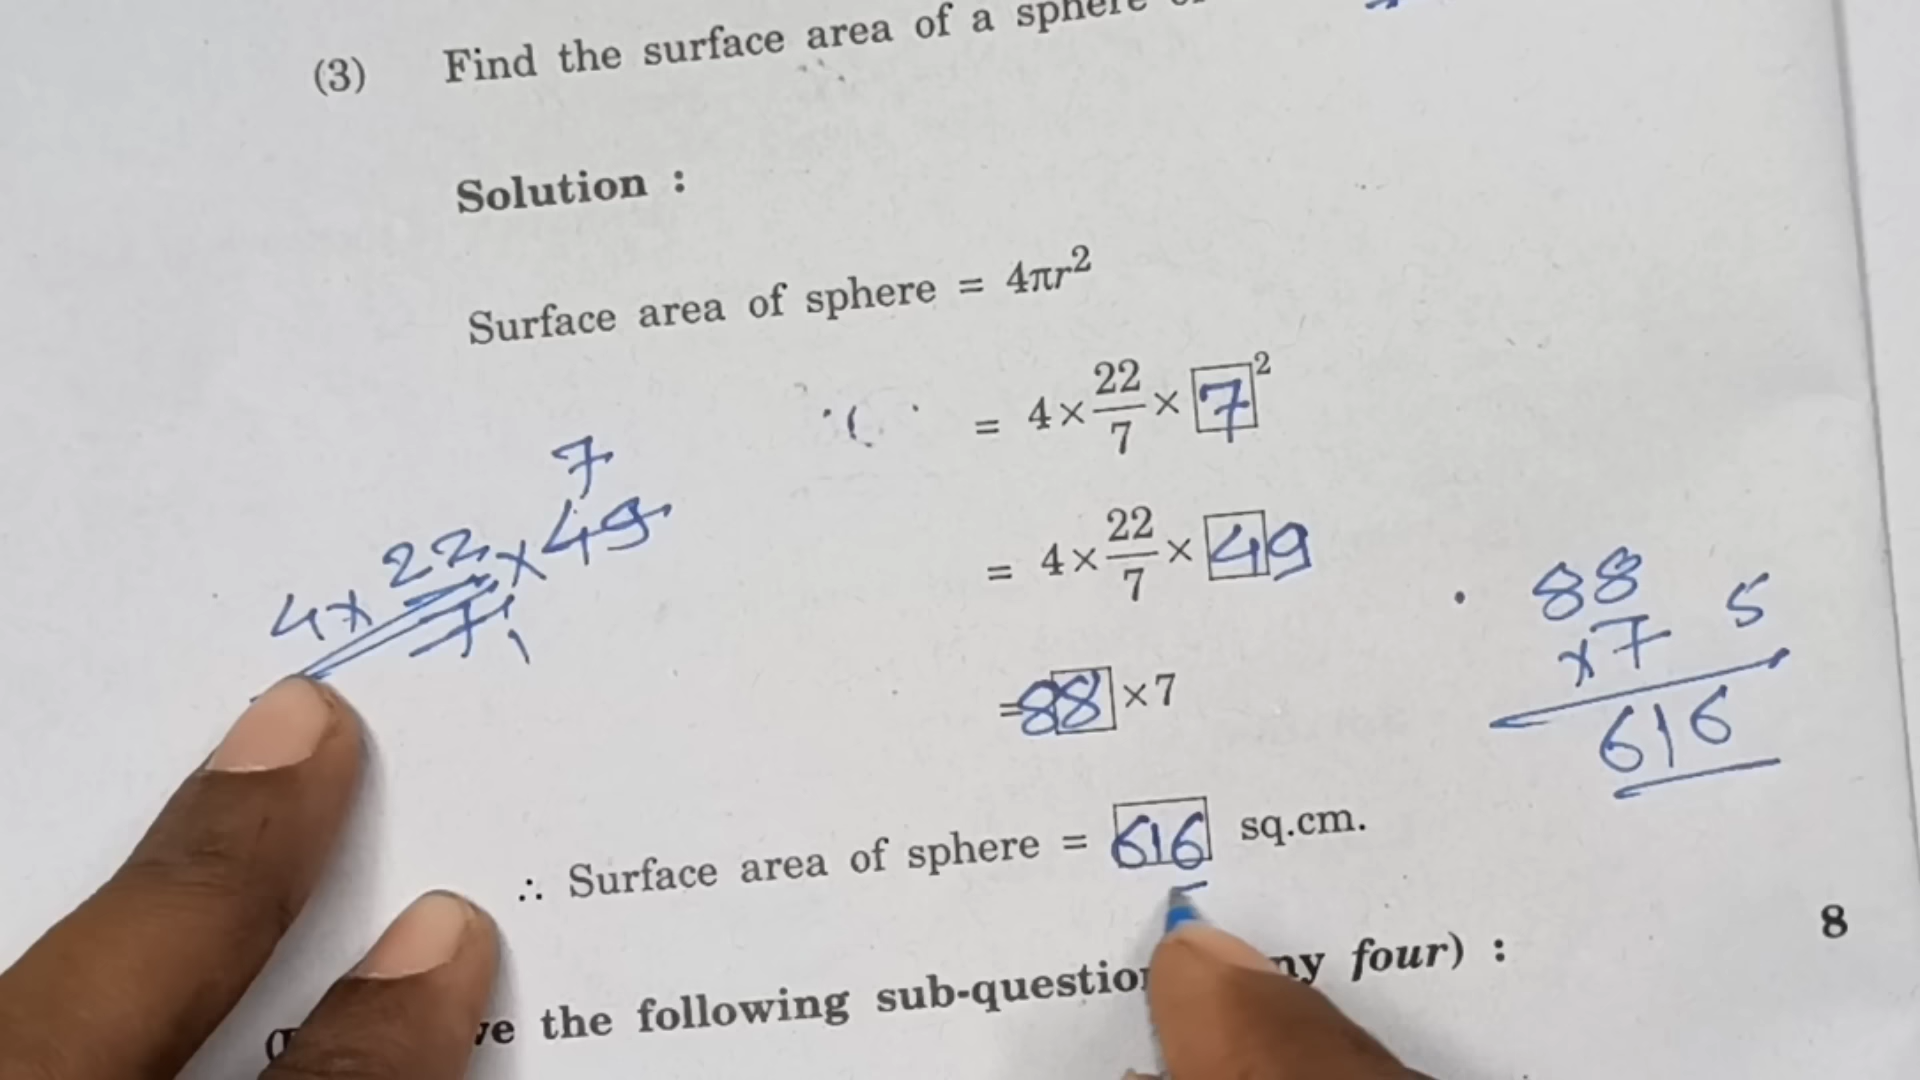 (3) Find the surface area of a sphere
Solution :
Surface area of sphere = 4πr²
= 4 × 22/7 × 7²
= 4 × 22/7 × 49
= 88 × 7
∴ Surface area of sphere = 616 sq.cm.
the following four) :
8
7
4 × 22/7 × 49
1
88
×7 5
616